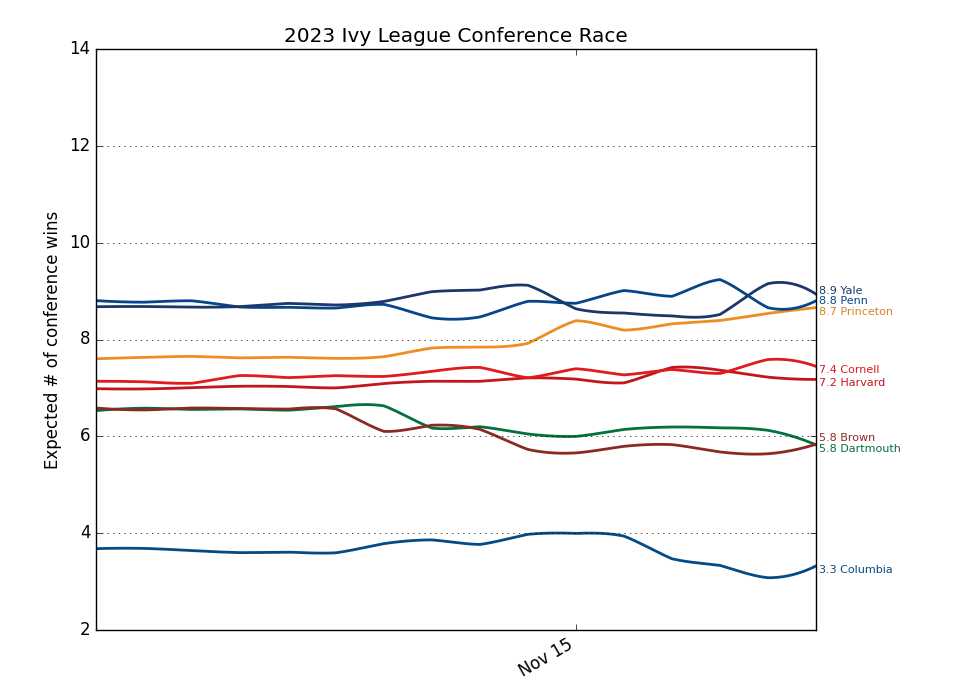 2023 Ivy League Conference Race
Expected # of conference wins
14
12
10
8
6
4
2
Nov 15
8.9 Yale
8.8 Penn
8.7 Princeton
7.4 Cornell
7.2 Harvard
5.8 Brown
5.8 Dartmouth
3.3 Columbia